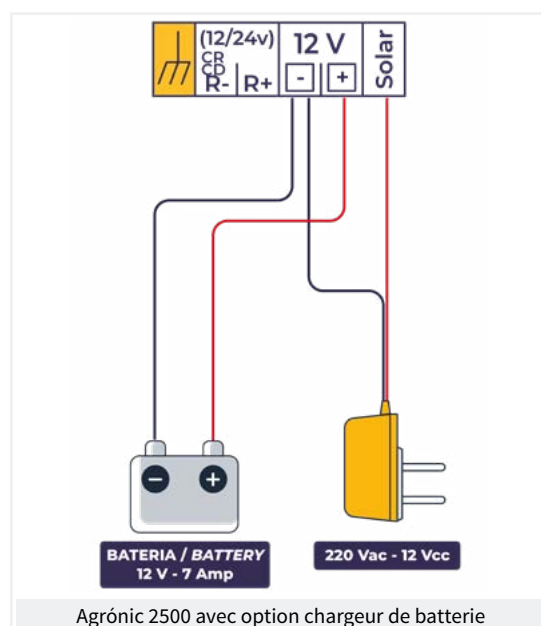 (12/24v)
CR
CD
R- R+
12 V
- +
Solar
- +
BATERIA / BATTERY
12 V - 7 Amp
220 Vac - 12 Vcc
Agrónic 2500 avec option chargeur de batterie